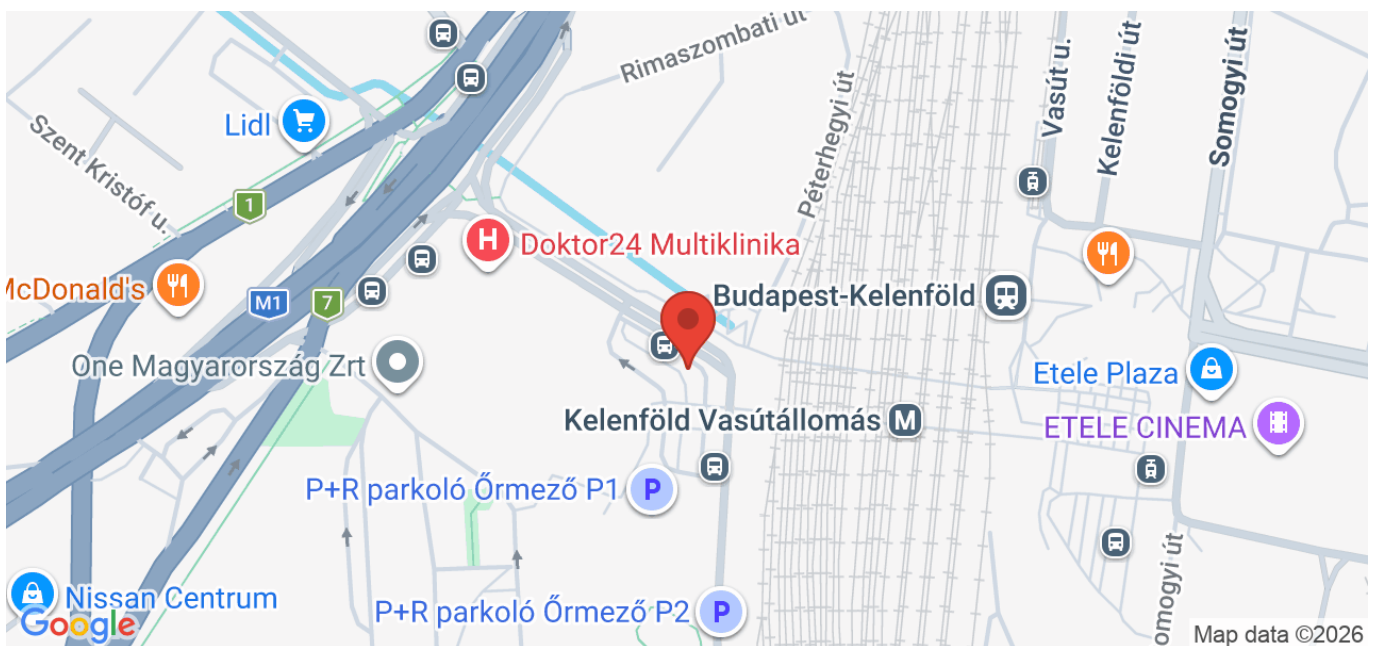 Rimaszombati út
Vasút u.
Kelenföldi út
Somogyi út
Péterhegyi út
Lidl
Szent Kristóf u.
1
H
Doktor24 Multiklinika
McDonald's
M1
7
Budapest-Kelenföld
One Magyarország Zrt
Etele Plaza
Kelenföld Vasútállomás M
ETELE CINEMA
P+R parkoló Őrmező P1 P
omogyi út
Nissan Centrum
P+R parkoló Őrmező P2 P
Google
Map data ©2026